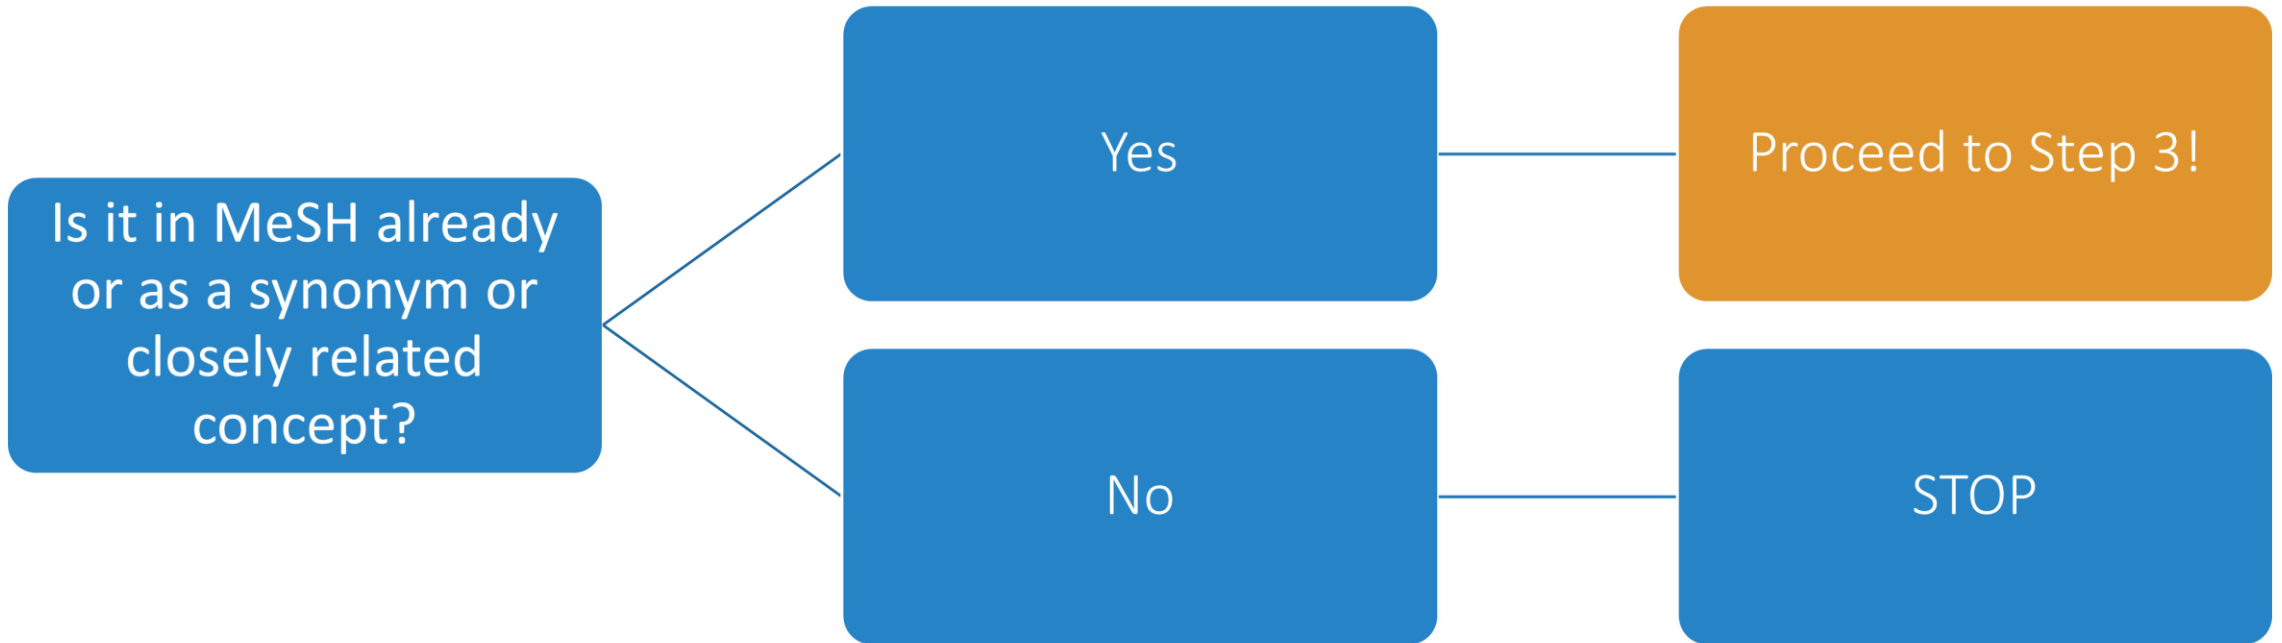 Is it in MeSH already
or as a synonym or
closely related
concept?
Yes
Proceed to Step 3!
No
STOP